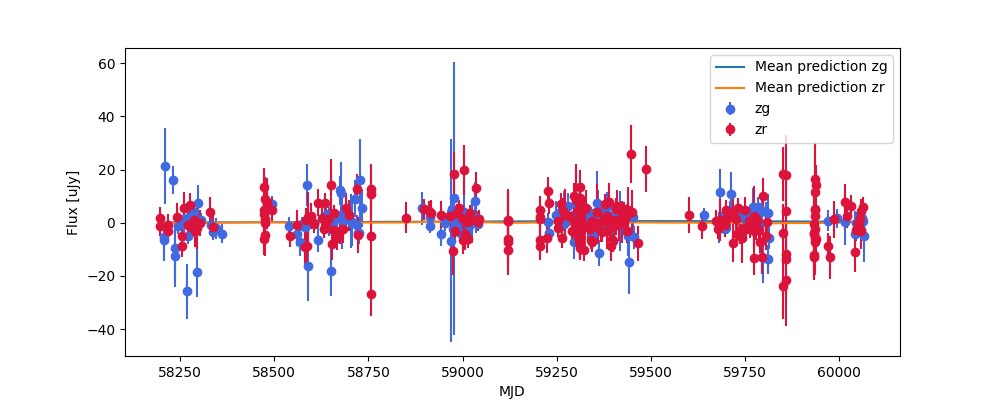 60
40
20
0
−20
−40
Flux [uJy]
58250
58500
58750
59000
59250
59500
59750
60000
MJD
Mean prediction zg
Mean prediction zr
zg
zr